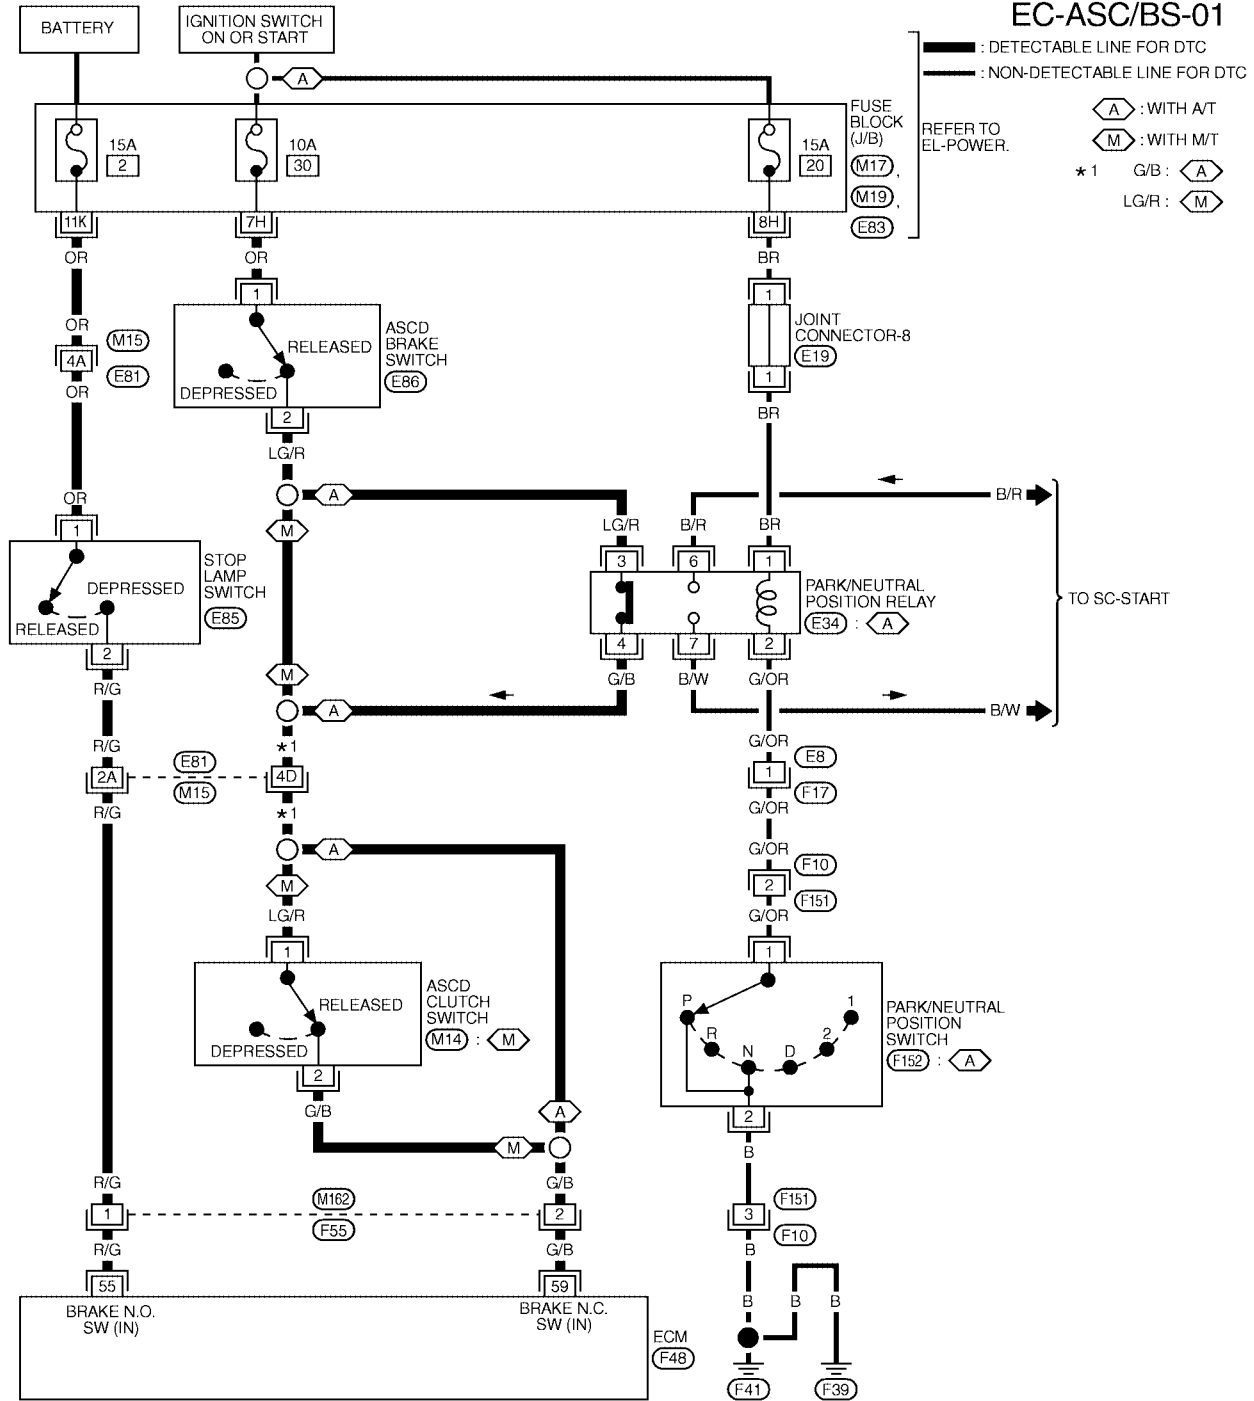 EC-ASC/BS-01
BATTERY
IGNITION SWITCH
ON OR START
: DETECTABLE LINE FOR DTC
: NON-DETECTABLE LINE FOR DTC
A : WITH A/T
M : WITH M/T
*1 G/B : A
LG/R : M
A
15A
2
10A
30
15A
20
FUSE
BLOCK
(J/B)
M17 ,
M19 ,
E83
REFER TO
EL-POWER.
11K
7H
8H
OR
OR
BR
1
1
OR
M15
4A
E81
OR
RELEASED
DEPRESSED
ASCD
BRAKE
SWITCH
E86
JOINT
CONNECTOR-8
E19
1
2
BR
LG/R
OR
A
B/R
M
LG/R
B/R
BR
1
3
6
1
DEPRESSED
RELEASED
STOP
LAMP
SWITCH
E85
PARK/NEUTRAL
POSITION RELAY
E34 : A
TO SC-START
2
4
7
2
R/G
M
G/B
B/W
G/OR
A
B/W
R/G
*1
G/OR
E81
2A
4D
M15
1
E8
F17
R/G
*1
G/OR
A
G/OR
M
2
F10
F151
LG/R
G/OR
1
1
RELEASED
DEPRESSED
ASCD
CLUTCH
SWITCH
M14 : M
P
R
N
D
2
1
PARK/NEUTRAL
POSITION
SWITCH
F152 : A
2
2
G/B
A
M
B
R/G
G/B
M162
1
2
F55
3
F151
F10
R/G
G/B
B
55
59
B
B
B
BRAKE N.O.
SW (IN)
BRAKE N.C.
SW (IN)
ECM
F48
F41
F39